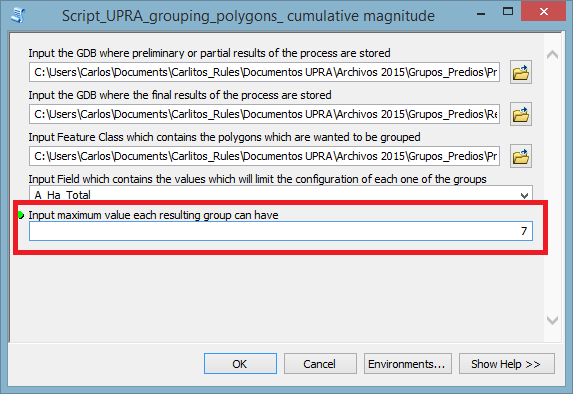 Script_UPRA_grouping_polygons_ cumulative magnitude
Input the GDB where preliminary or partial results of the process are stored
C:\Users\Carlos\Documents\Carlitos_Rules\Documentos UPRA\Archivos 2015\Grupos_Predios\Pr
Input the GDB where the final results of the process are stored
C:\Users\Carlos\Documents\Carlitos_Rules\Documentos UPRA\Archivos 2015\Grupos_Predios\Re
Input Feature Class which contains the polygons which are wanted to be grouped
C:\Users\Carlos\Documents\Carlitos_Rules\Documentos UPRA\Archivos 2015\Grupos_Predios\Pr
Input Field which contains the values which will limit the configuration of each one of the groups
A_Ha_Total
Input maximum value each resulting group can have
7
OK Cancel Environments... Show Help >>